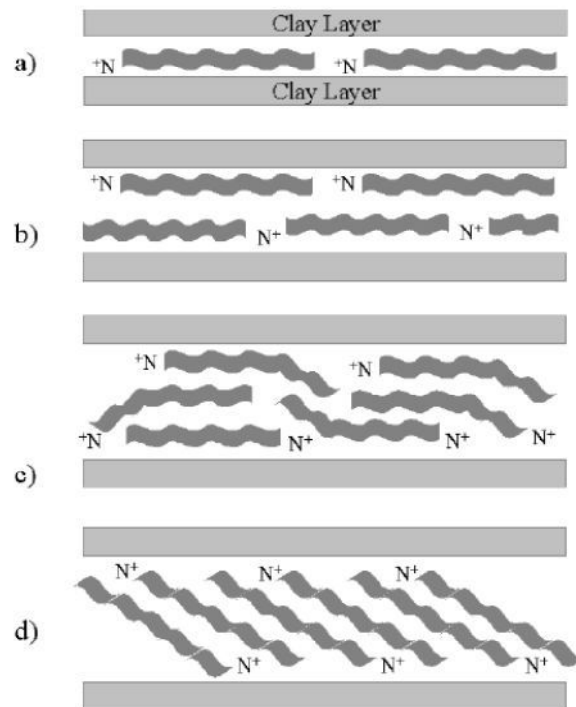 Clay Layer
a)
⁺N ⁺N
Clay Layer
⁺N ⁺N
b)
N⁺ N⁺
⁺N ⁺N
⁺N N⁺ N⁺ N⁺
c)
N⁺ N⁺ N⁺
d)
N⁺ N⁺ N⁺